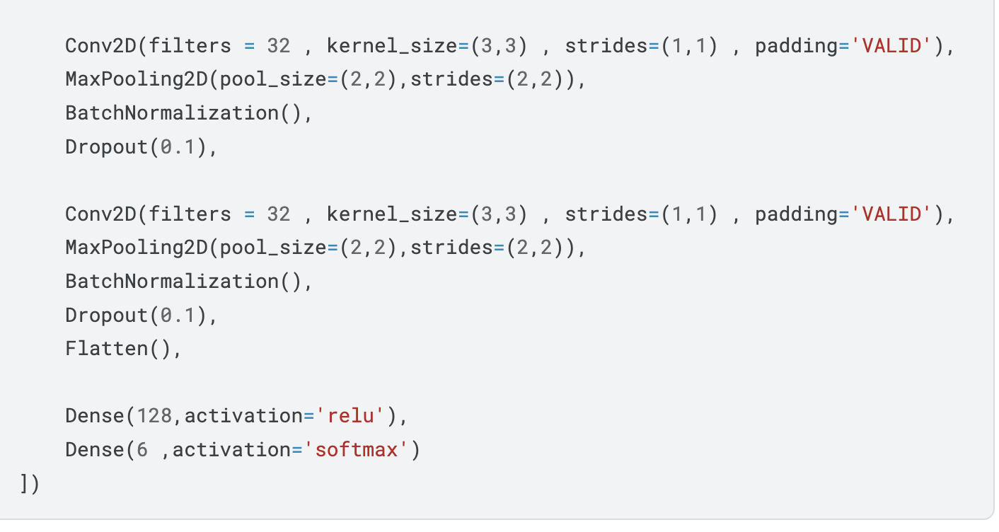 Conv2D(filters = 32 , kernel_size=(3,3) , strides=(1,1) , padding='VALID'),
MaxPooling2D(pool_size=(2,2),strides=(2,2)),
BatchNormalization(),
Dropout(0.1),
Conv2D(filters = 32 , kernel_size=(3,3) , strides=(1,1) , padding='VALID'),
MaxPooling2D(pool_size=(2,2),strides=(2,2)),
BatchNormalization(),
Dropout(0.1),
Flatten(),
Dense(128,activation='relu'),
Dense(6 ,activation='softmax')
])